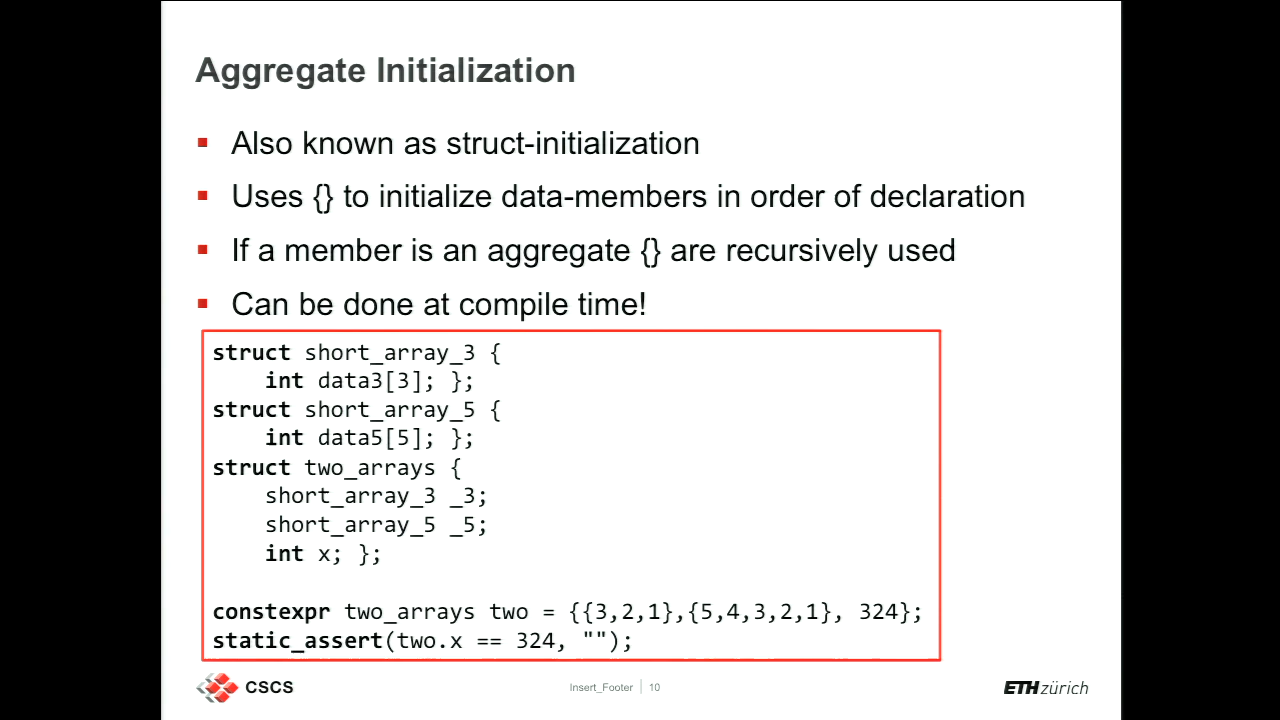 Aggregate Initialization
Also known as struct-initialization
Uses {} to initialize data-members in order of declaration
If a member is an aggregate {} are recursively used
Can be done at compile time!
struct short_array_3 {
    int data3[3]; };
struct short_array_5 {
    int data5[5]; };
struct two_arrays {
    short_array_3 _3;
    short_array_5 _5;
    int x; };
constexpr two_arrays two = {{3,2,1},{5,4,3,2,1}, 324};
static_assert(two.x == 324, "");
CSCS
Insert_Footer | 10
ETH zürich